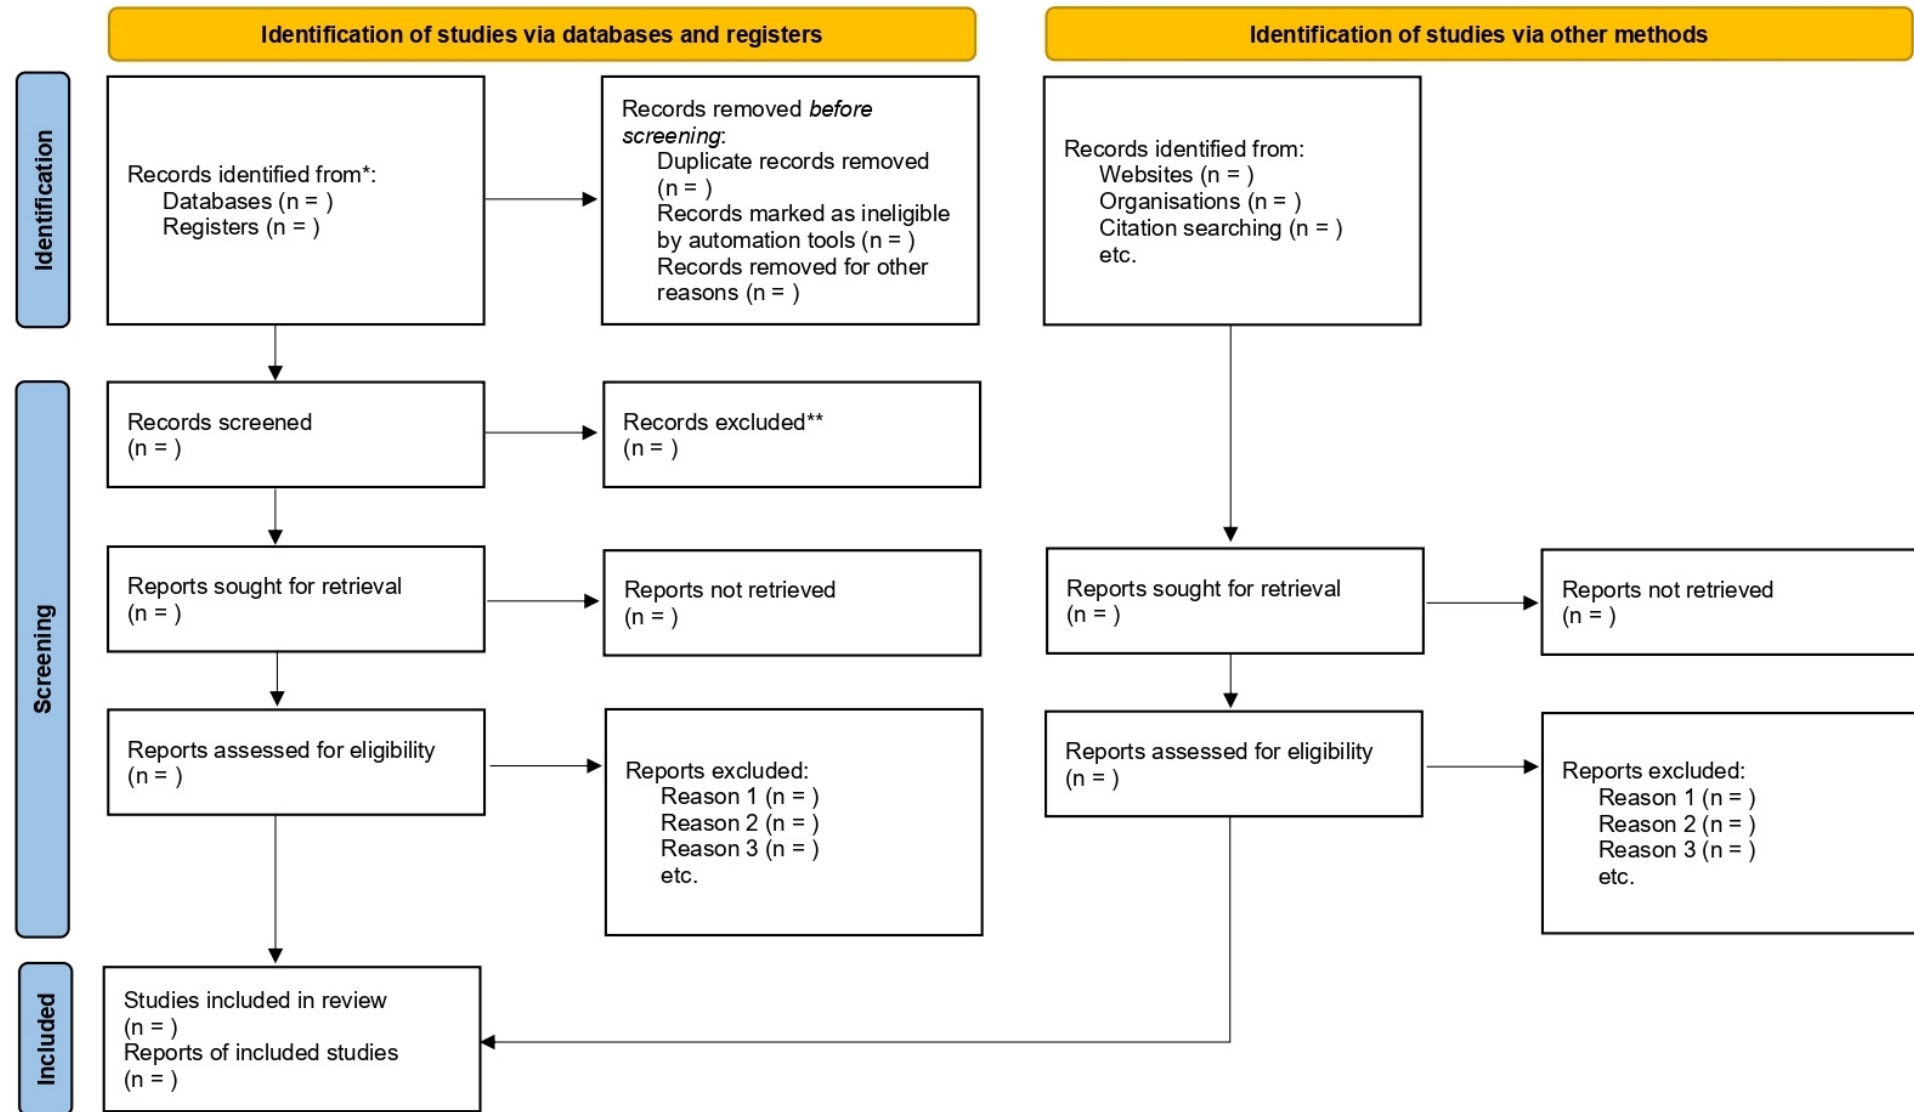 Identification of studies via databases and registers
Identification of studies via other methods
Identification
Records identified from*:
Databases (n = )
Registers (n = )
Records removed before
screening:
Duplicate records removed
(n = )
Records marked as ineligible
by automation tools (n = )
Records removed for other
reasons (n = )
Records identified from:
Websites (n = )
Organisations (n = )
Citation searching (n = )
etc.
Screening
Records screened
(n = )
Records excluded**
(n = )
Reports sought for retrieval
(n = )
Reports not retrieved
(n = )
Reports sought for retrieval
(n = )
Reports not retrieved
(n = )
Reports assessed for eligibility
(n = )
Reports excluded:
Reason 1 (n = )
Reason 2 (n = )
Reason 3 (n = )
etc.
Reports assessed for eligibility
(n = )
Reports excluded:
Reason 1 (n = )
Reason 2 (n = )
Reason 3 (n = )
etc.
Included
Studies included in review
(n = )
Reports of included studies
(n = )